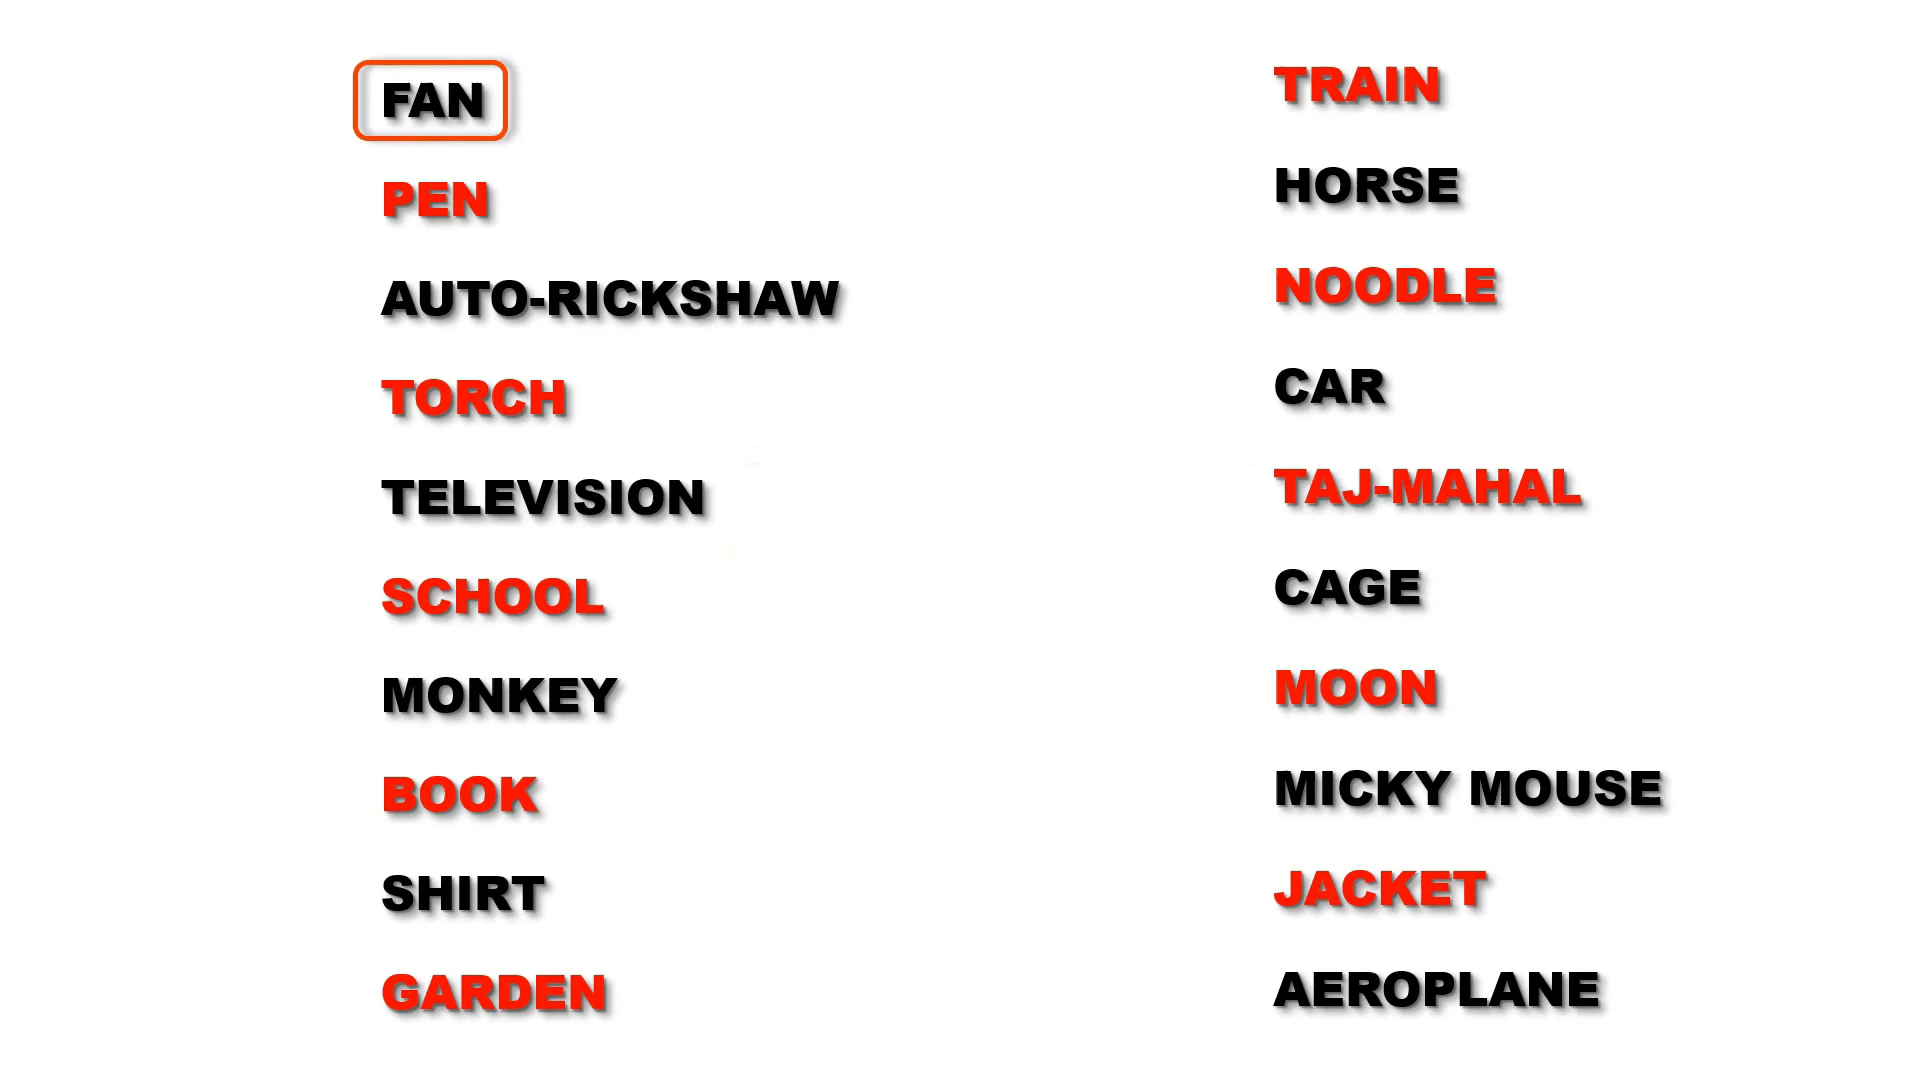 FAN
PEN
AUTO-RICKSHAW
TORCH
TELEVISION
SCHOOL
MONKEY
BOOK
SHIRT
GARDEN
TRAIN
HORSE
NOODLE
CAR
TAJ-MAHAL
CAGE
MOON
MICKY MOUSE
JACKET
AEROPLANE